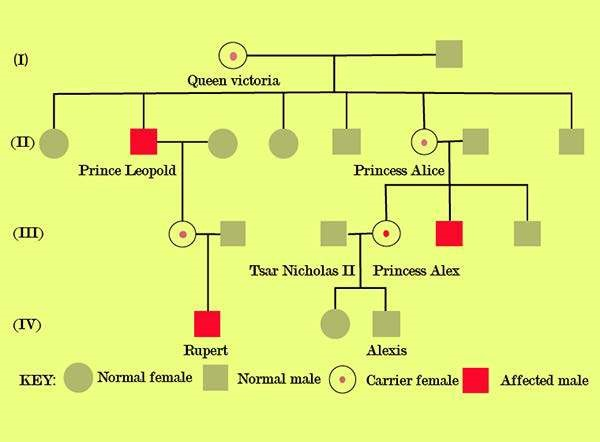 (I)
Queen victoria
(II)
Prince Leopold Princess Alice
(III)
Tsar Nicholas II Princess Alex
(IV)
Rupert Alexis
KEY: Normal female Normal male Carrier female Affected male